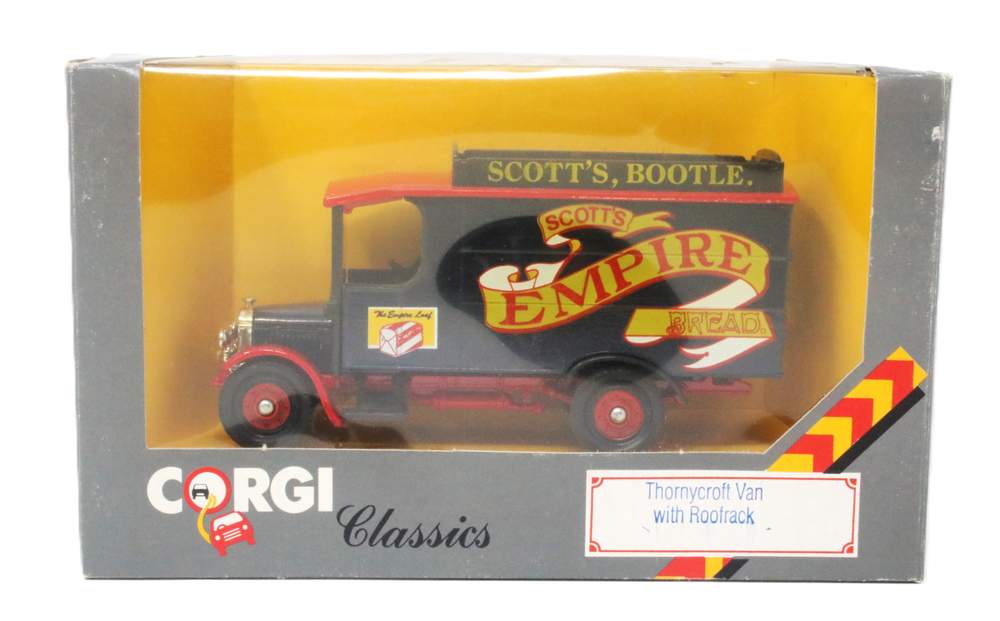 SCOTT'S, BOOTLE.
SCOTT'S
EMPIRE
BREAD.
The Empire Loaf
CORGI
Classics
Thornycroft Van
with Roofrack